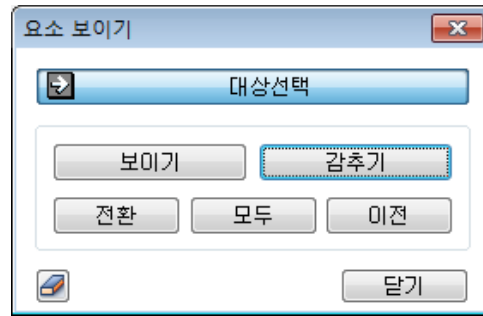 요소 보이기
대상선택
보이기 감추기
전환 모두 이전
닫기